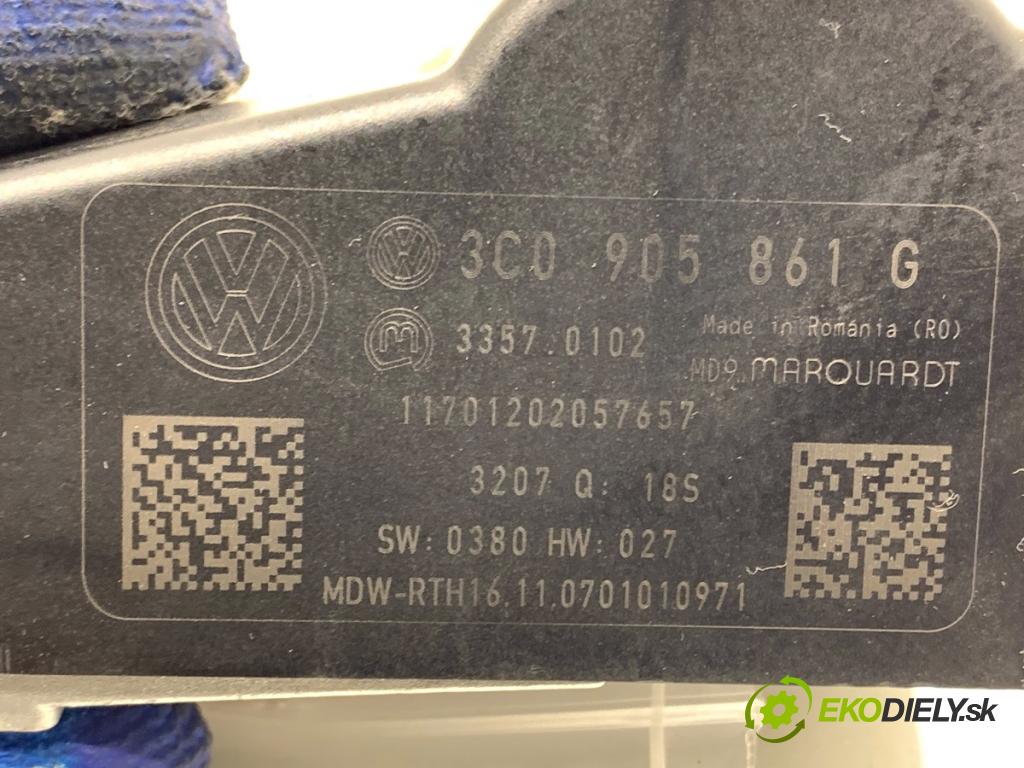 3C0 905 861 G
3357.0102
Made in România (RO)
MD9 MARQUARDT
11701202057657
3207 Q: 18S
SW: 0380 HW: 027
MDW-RTH16.11.0701010971
EKODIELY.sk